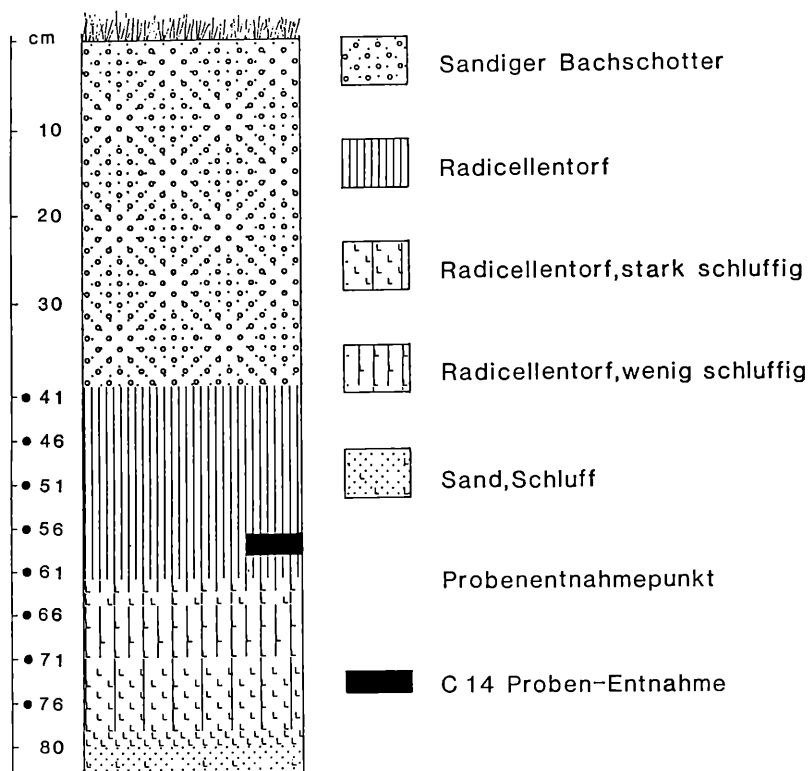 cm
10
20
30
41
46
51
56
61
66
71
76
80
Sandiger Bachschotter
Radicellentorf
Radicellentorf,stark schluffig
Radicellentorf,wenig schluffig
Sand,Schluff
Probenentnahmepunkt
C 14 Proben-Entnahme